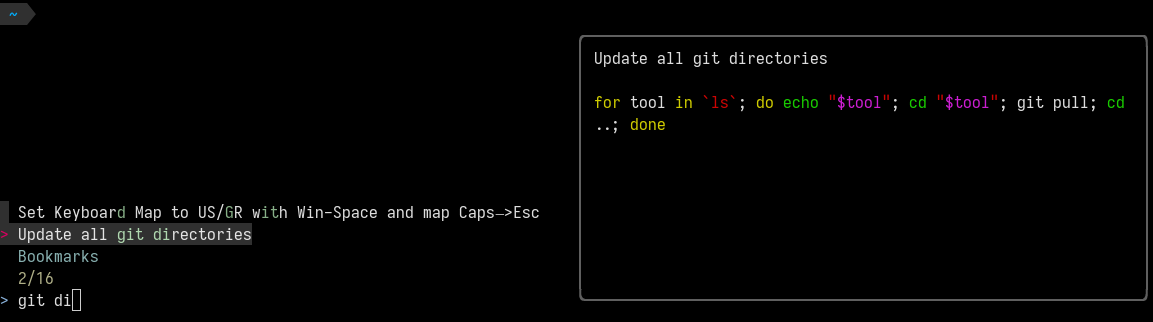 ~
Update all git directories
for tool in `ls`; do echo "$tool"; cd "$tool"; git pull; cd
..; done
Set Keyboard Map to US/GR with Win-Space and map Caps—>Esc
> Update all git directories
Bookmarks
2/16
> git di